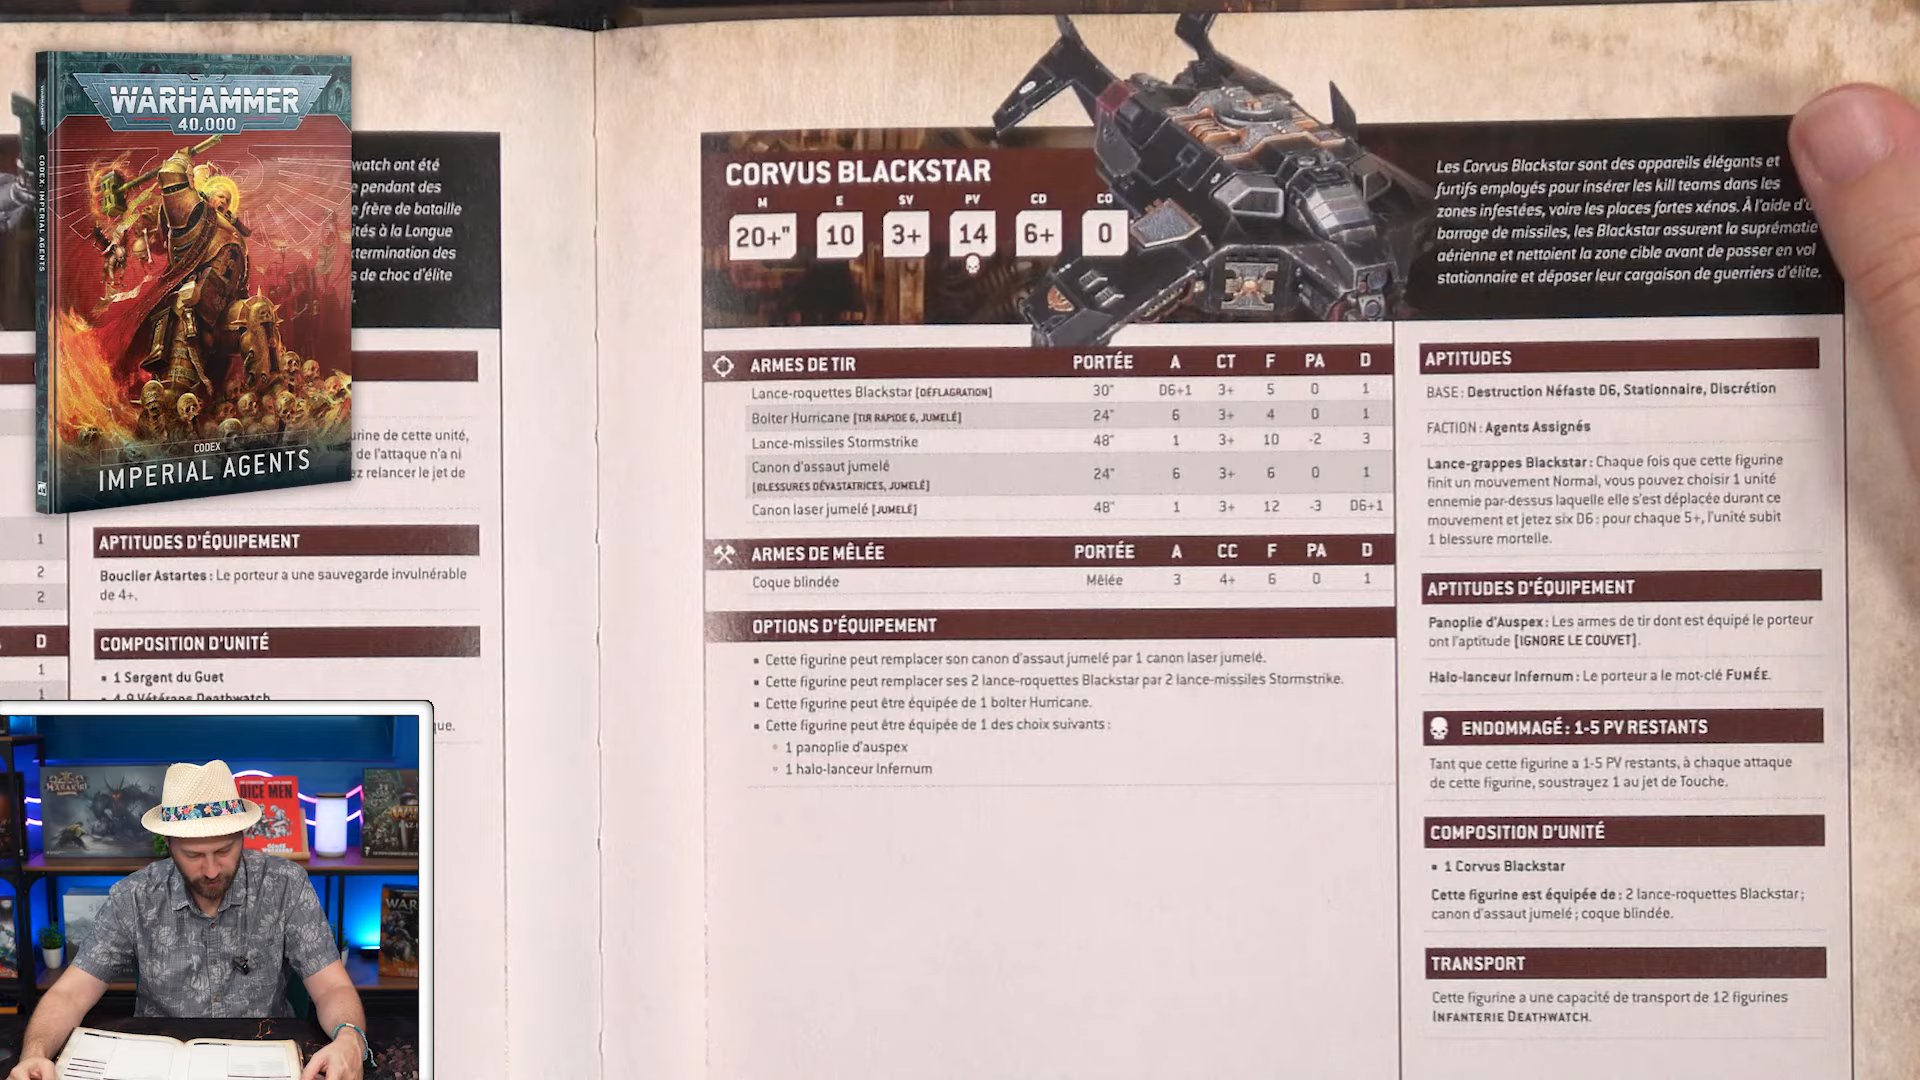 WARHAMMER
40,000
CODEX: IMPERIAL AGENTS
CODEX
IMPERIAL AGENTS
watch ont été
pendant des
frère de bataille
ités à la Longue
xtermination des
s de choc d'élite
urine de cette unité,
de l'attaque n'a ni
ez relancer le jet de
1
2
2
D
1
1
APTITUDES D'ÉQUIPEMENT
Bouclier Astartes : Le porteur a une sauvegarde invulnérable
de 4+.
COMPOSITION D'UNITÉ
▪ 1 Sergent du Guet
▪ 4-9 Vétérans Deathwatch
que.
DICE MEN
WAR
CORVUS BLACKSTAR
M E SV PV CD CO
20+" 10 3+ 14 6+ 0
Les Corvus Blackstar sont des appareils élégants et
furtifs employés pour insérer les kill teams dans les
zones infestées, voire les places fortes xénos. À l'aide d'u
barrage de missiles, les Blackstar assurent la suprématie
aérienne et nettoient la zone cible avant de passer en vol
stationnaire et déposer leur cargaison de guerriers d'élite.
ARMES DE TIR PORTÉE A CT F PA D
Lance-roquettes Blackstar [DÉFLAGRATION] 30" D6+1 3+ 5 0 1
Bolter Hurricane [TIR RAPIDE 6, JUMELÉ] 24" 6 3+ 4 0 1
Lance-missiles Stormstrike 48" 1 3+ 10 -2 3
Canon d'assaut jumelé
[BLESSURES DÉVASTATRICES, JUMELÉ] 24" 6 3+ 6 0 1
Canon laser jumelé [JUMELÉ] 48" 1 3+ 12 -3 D6+1
ARMES DE MÊLÉE PORTÉE A CC F PA D
Coque blindée Mêlée 3 4+ 6 0 1
OPTIONS D'ÉQUIPEMENT
▪ Cette figurine peut remplacer son canon d'assaut jumelé par 1 canon laser jumelé.
▪ Cette figurine peut remplacer ses 2 lance-roquettes Blackstar par 2 lance-missiles Stormstrike.
▪ Cette figurine peut être équipée de 1 bolter Hurricane.
▪ Cette figurine peut être équipée de 1 des choix suivants :
◦ 1 panoplie d'auspex
◦ 1 halo-lanceur Infernum
APTITUDES
BASE : Destruction Néfaste D6, Stationnaire, Discrétion
FACTION : Agents Assignés
Lance-grappes Blackstar : Chaque fois que cette figurine
finit un mouvement Normal, vous pouvez choisir 1 unité
ennemie par-dessus laquelle elle s'est déplacée durant ce
mouvement et jetez six D6 : pour chaque 5+, l'unité subit
1 blessure mortelle.
APTITUDES D'ÉQUIPEMENT
Panoplie d'Auspex : Les armes de tir dont est équipé le porteur
ont l'aptitude [IGNORE LE COUVET].
Halo-lanceur Infernum : Le porteur a le mot-clé FUMÉE.
ENDOMMAGÉ : 1-5 PV RESTANTS
Tant que cette figurine a 1-5 PV restants, à chaque attaque
de cette figurine, soustrayez 1 au jet de Touche.
COMPOSITION D'UNITÉ
▪ 1 Corvus Blackstar
Cette figurine est équipée de : 2 lance-roquettes Blackstar ;
canon d'assaut jumelé ; coque blindée.
TRANSPORT
Cette figurine a une capacité de transport de 12 figurines
INFANTERIE DEATHWATCH.